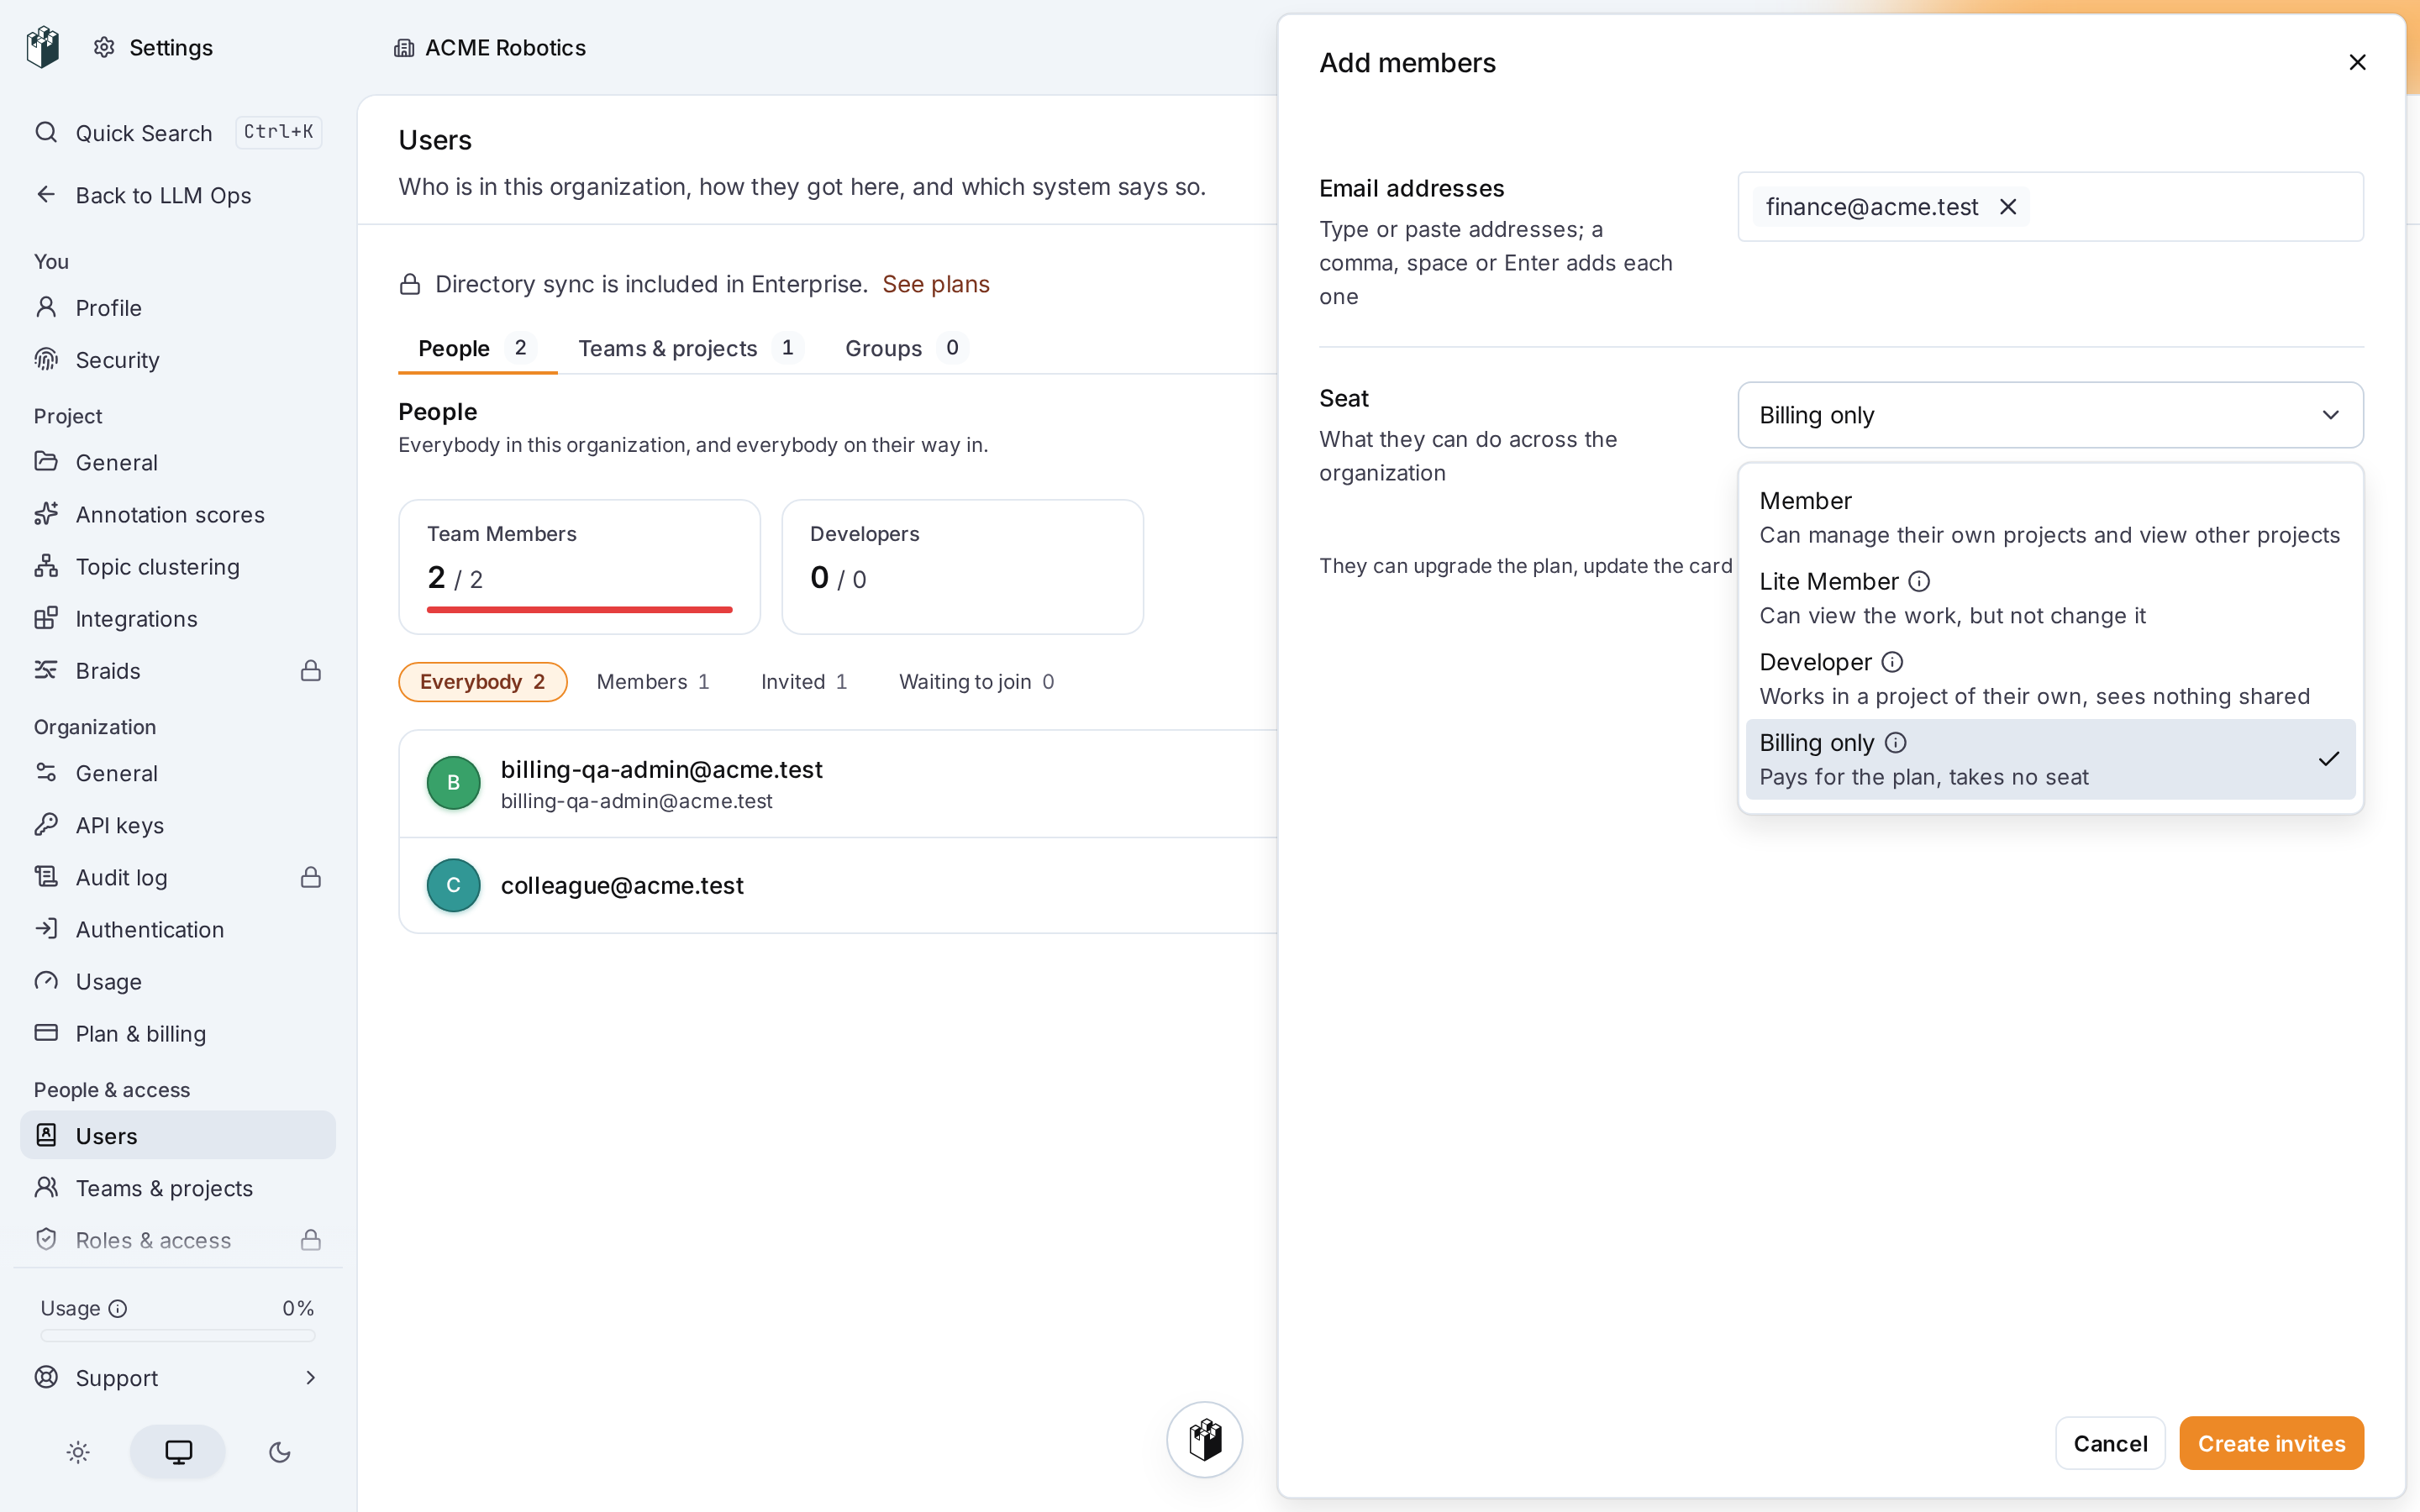 Settings
ACME Robotics
Quick Search Ctrl+K
Back to LLM Ops
You
Profile
Security
Project
General
Annotation scores
Topic clustering
Integrations
Braids
Organization
General
API keys
Audit log
Authentication
Usage
Plan & billing
People & access
Users
Teams & projects
Roles & access
Usage 0%
Support
Users
Who is in this organization, how they got here, and which system says so.
Directory sync is included in Enterprise. See plans
People 2 Teams & projects 1 Groups 0
People
Everybody in this organization, and everybody on their way in.
Team Members
2 / 2
Developers
0 / 0
Everybody 2 Members 1 Invited 1 Waiting to join 0
B
billing-qa-admin@acme.test
billing-qa-admin@acme.test
C
colleague@acme.test
Add members
Email addresses
Type or paste addresses; a
comma, space or Enter adds each
one
finance@acme.test
Seat
What they can do across the
organization
Billing only
They can upgrade the plan, update the card
Member
Can manage their own projects and view other projects
Lite Member
Can view the work, but not change it
Developer
Works in a project of their own, sees nothing shared
Billing only
Pays for the plan, takes no seat
Cancel
Create invites